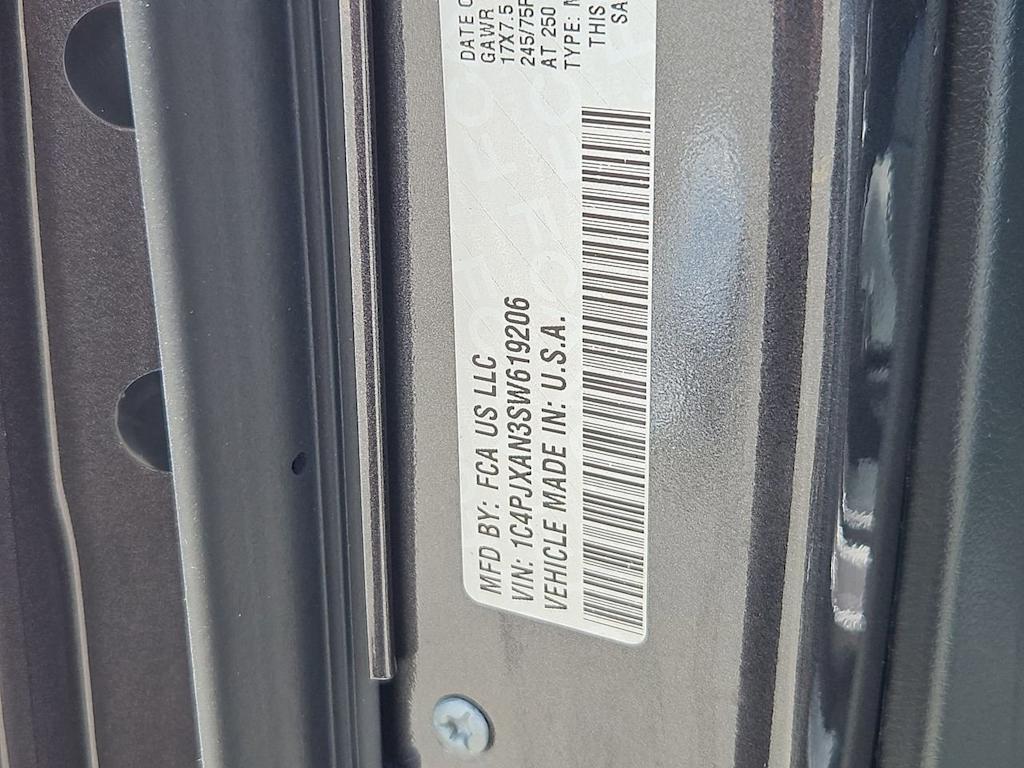 MFD BY: FCA US LLC
VIN: 1C4PJXAN3SW619206
VEHICLE MADE IN: U.S.A.
DATE O
GAWR
17X7.5
245/75R
AT 250
TYPE: M
THIS
SA